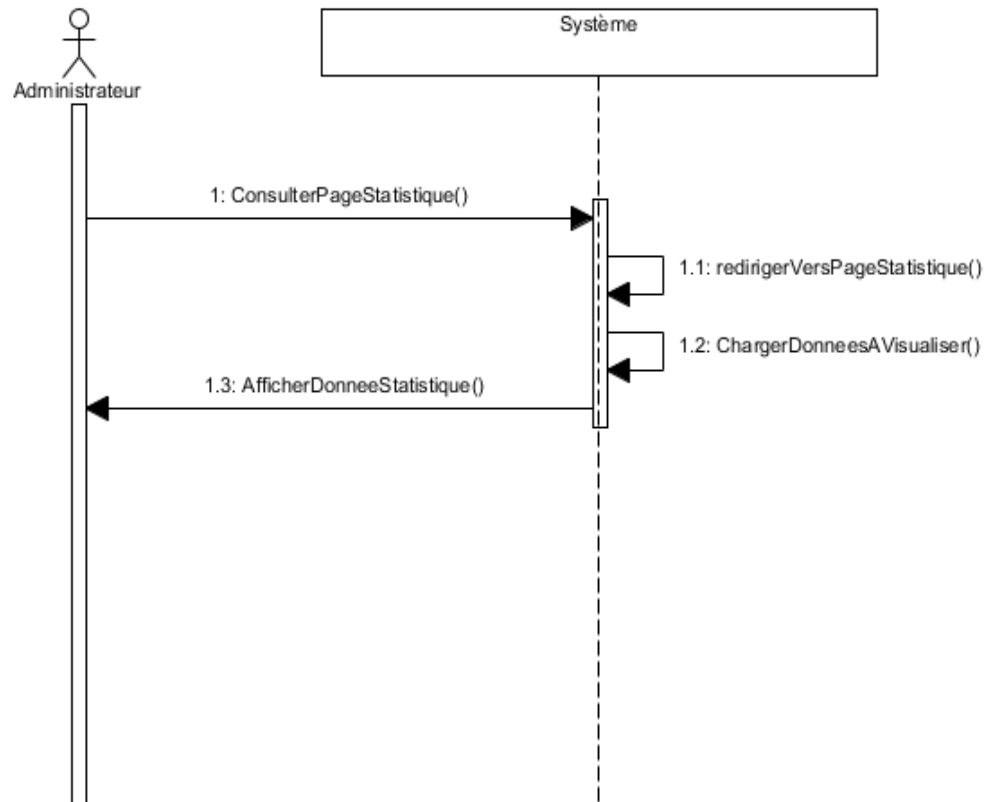 Système
Administrateur
1: ConsulterPageStatistique()
1.1: redirigerVersPageStatistique()
1.2: ChargerDonneesAVisualiser()
1.3: AfficherDonneeStatistique()